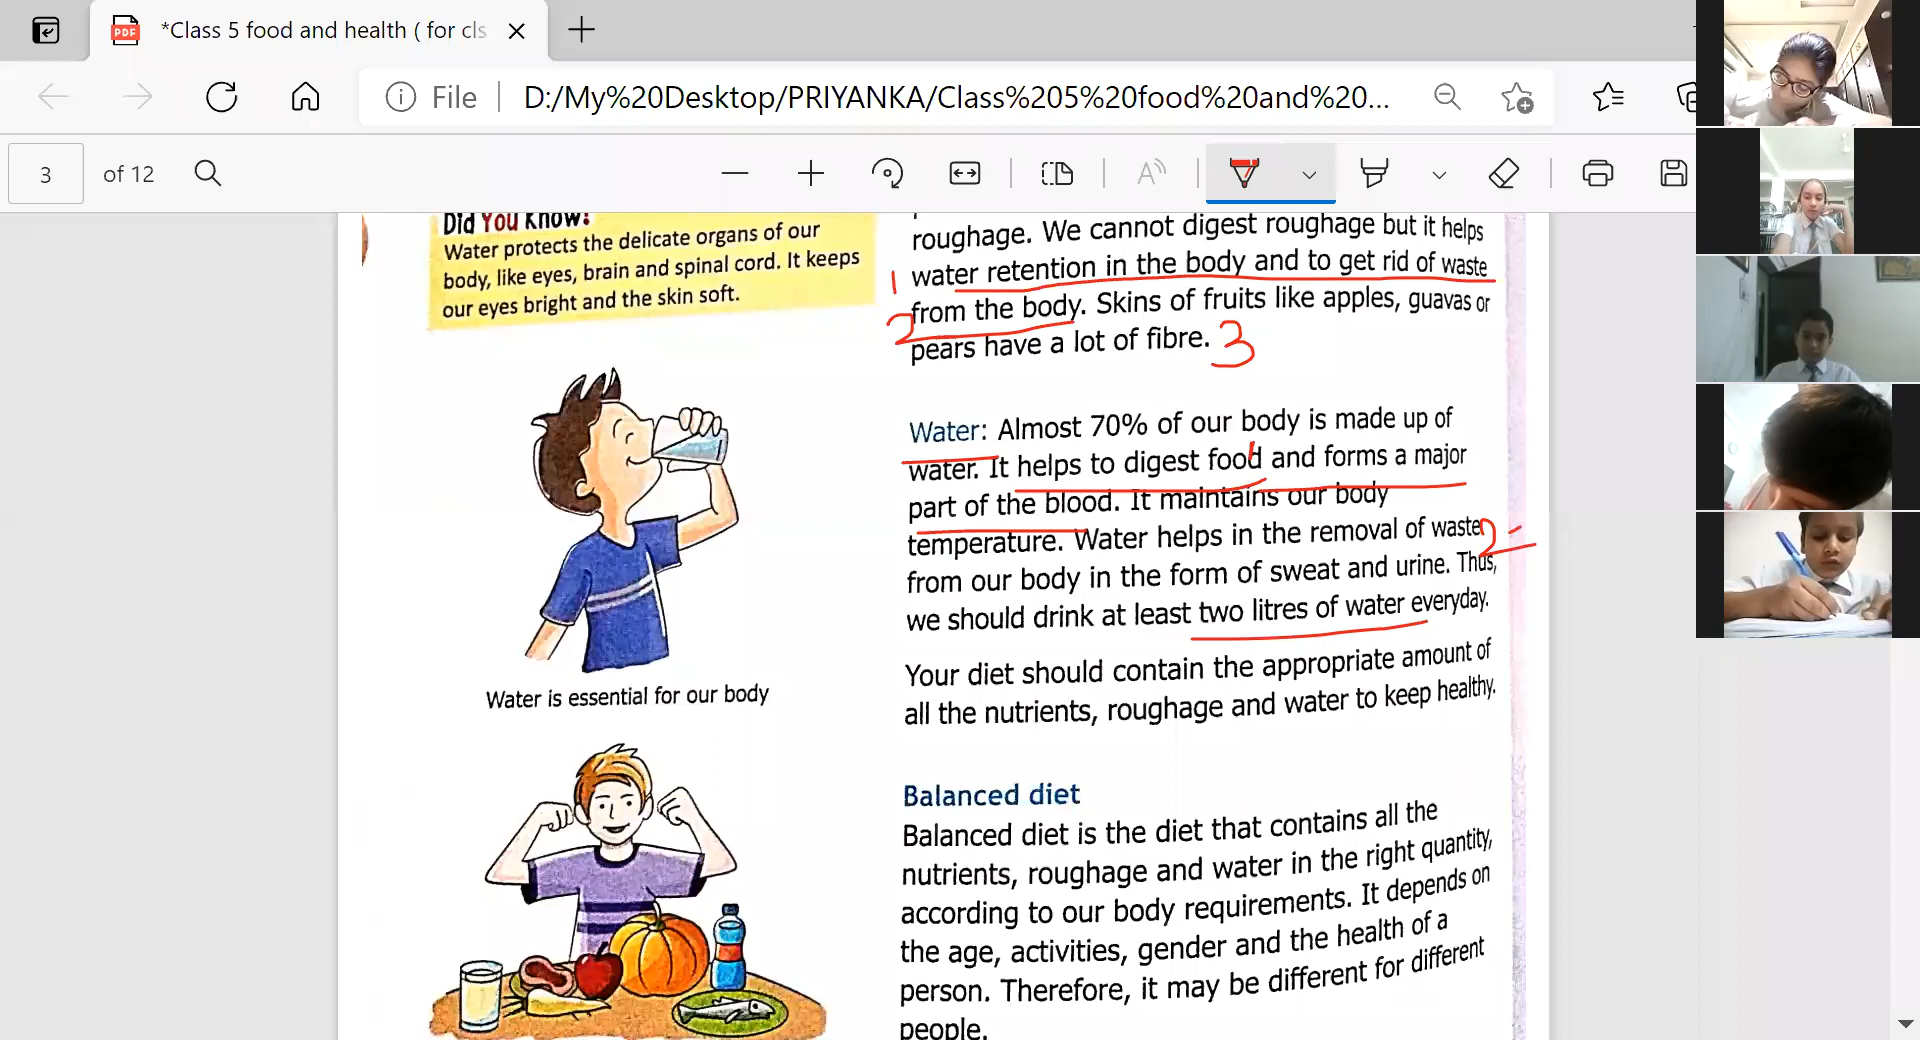 *Class 5 food and health ( for cls
File
D:/My%20Desktop/PRIYANKA/Class%205%20food%20and%20...
3 of 12
Did You Know?
Water protects the delicate organs of our
body, like eyes, brain and spinal cord. It keeps
our eyes bright and the skin soft.
Water is essential for our body
roughage. We cannot digest roughage but it helps
1 water retention in the body and to get rid of waste
2 from the body. Skins of fruits like apples, guavas or
pears have a lot of fibre. 3
Water: Almost 70% of our body is made up of
water. It helps to digest food and forms a major
1
part of the blood. It maintains our body
temperature. Water helps in the removal of waste
2
from our body in the form of sweat and urine. Thus,
we should drink at least two litres of water everyday.
Your diet should contain the appropriate amount of
all the nutrients, roughage and water to keep healthy.
Balanced diet
Balanced diet is the diet that contains all the
nutrients, roughage and water in the right quantity,
according to our body requirements. It depends on
the age, activities, gender and the health of a
person. Therefore, it may be different for different
people.